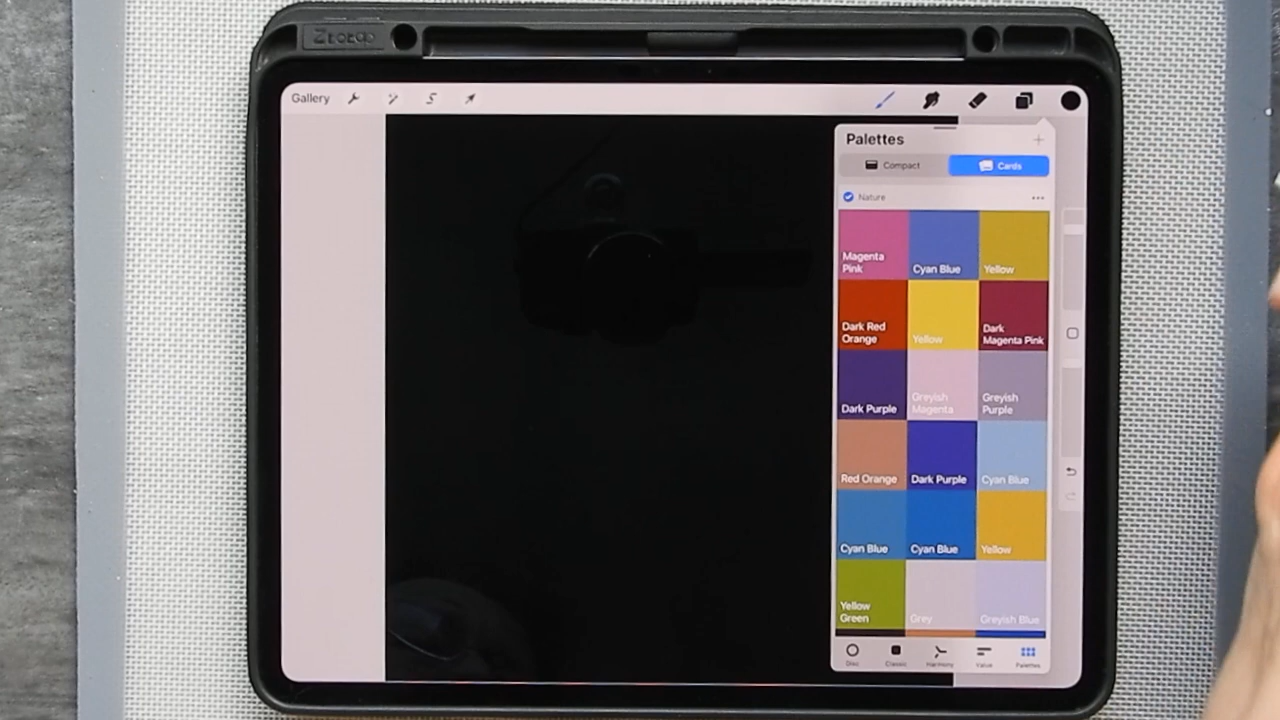 Gallery
Palettes
Compact
Cards
Nature
Magenta
Pink
Cyan Blue
Yellow
Dark Red
Orange
Yellow
Dark
Magenta Pink
Dark Purple
Greyish
Magenta
Greyish
Purple
Red Orange
Dark Purple
Cyan Blue
Cyan Blue
Cyan Blue
Yellow
Yellow
Green
Grey
Greyish Blue
Disc
Classic
Harmony
Value
Palettes